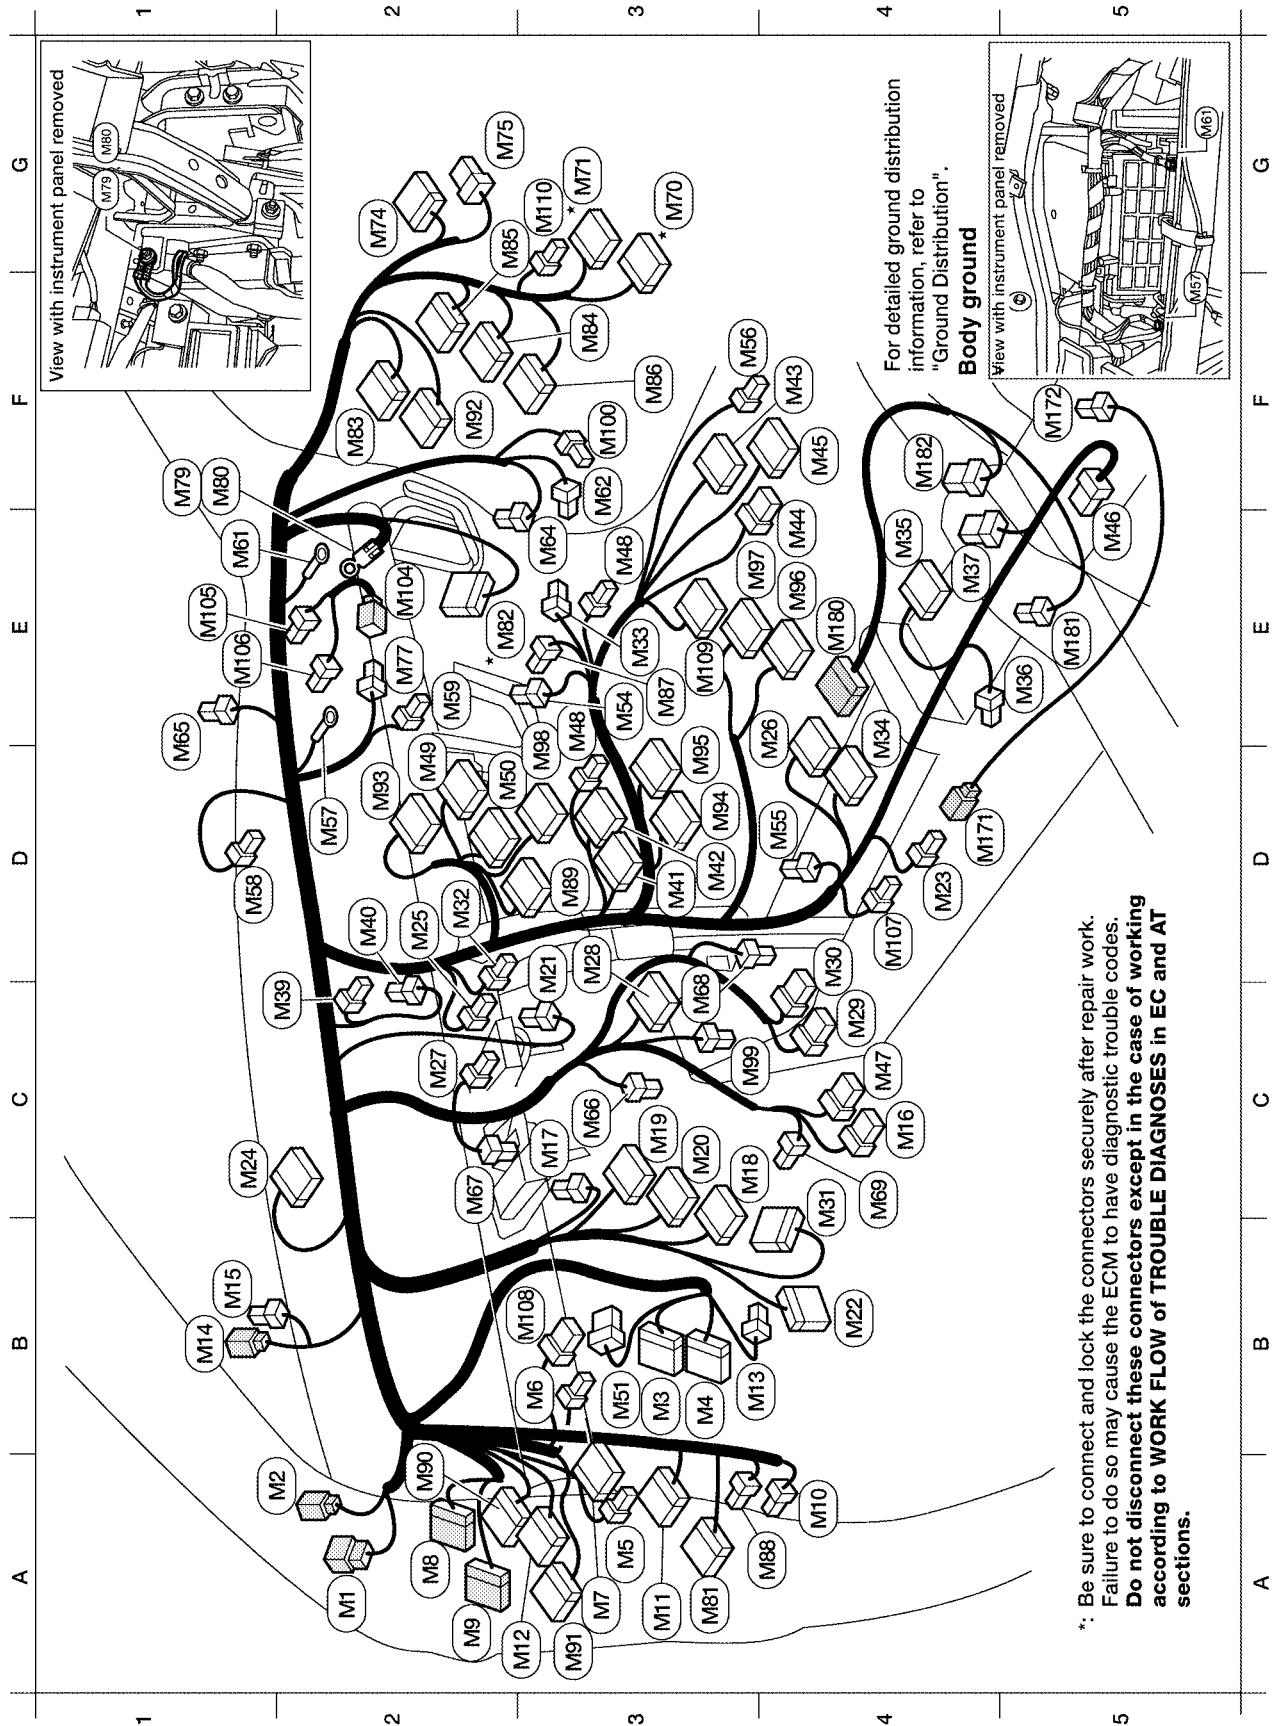 1
2
3
4
5
G
F
E
D
C
B
A
View with instrument panel removed
M79
M80
M74
M75
M85
M110
*M71
*M70
M84
M86
M83
M92
M100
M62
M64
M56
M43
M45
M44
M79
M80
M61
M105
M106
M104
M77
M59
M65
M57
M58
M82
*
M48
M33
M87
M54
M48
M98
M97
M96
M109
M180
M35
M37
M182
M172
M46
M181
M36
M26
M34
M93
M49
M50
M95
M94
M42
M41
M89
M55
M171
M23
M107
M40
M25
M32
M39
M21
M28
M68
M30
M29
M99
M27
M47
M16
M66
M19
M20
M18
M17
M67
M69
M31
M24
M22
M15
M14
M108
M6
M51
M3
M4
M13
M2
M1
M90
M8
M9
M12
M91
M7
M5
M11
M81
M88
M10
For detailed ground distribution
information, refer to
"Ground Distribution".
Body ground
View with instrument panel removed
M57
M61
*: Be sure to connect and lock the connectors securely after repair work.
Failure to do so may cause the ECM to have diagnostic trouble codes.
Do not disconnect these connectors except in the case of working
according to WORK FLOW of TROUBLE DIAGNOSES in EC and AT
sections.
1
2
3
4
5
G
F
E
D
C
B
A